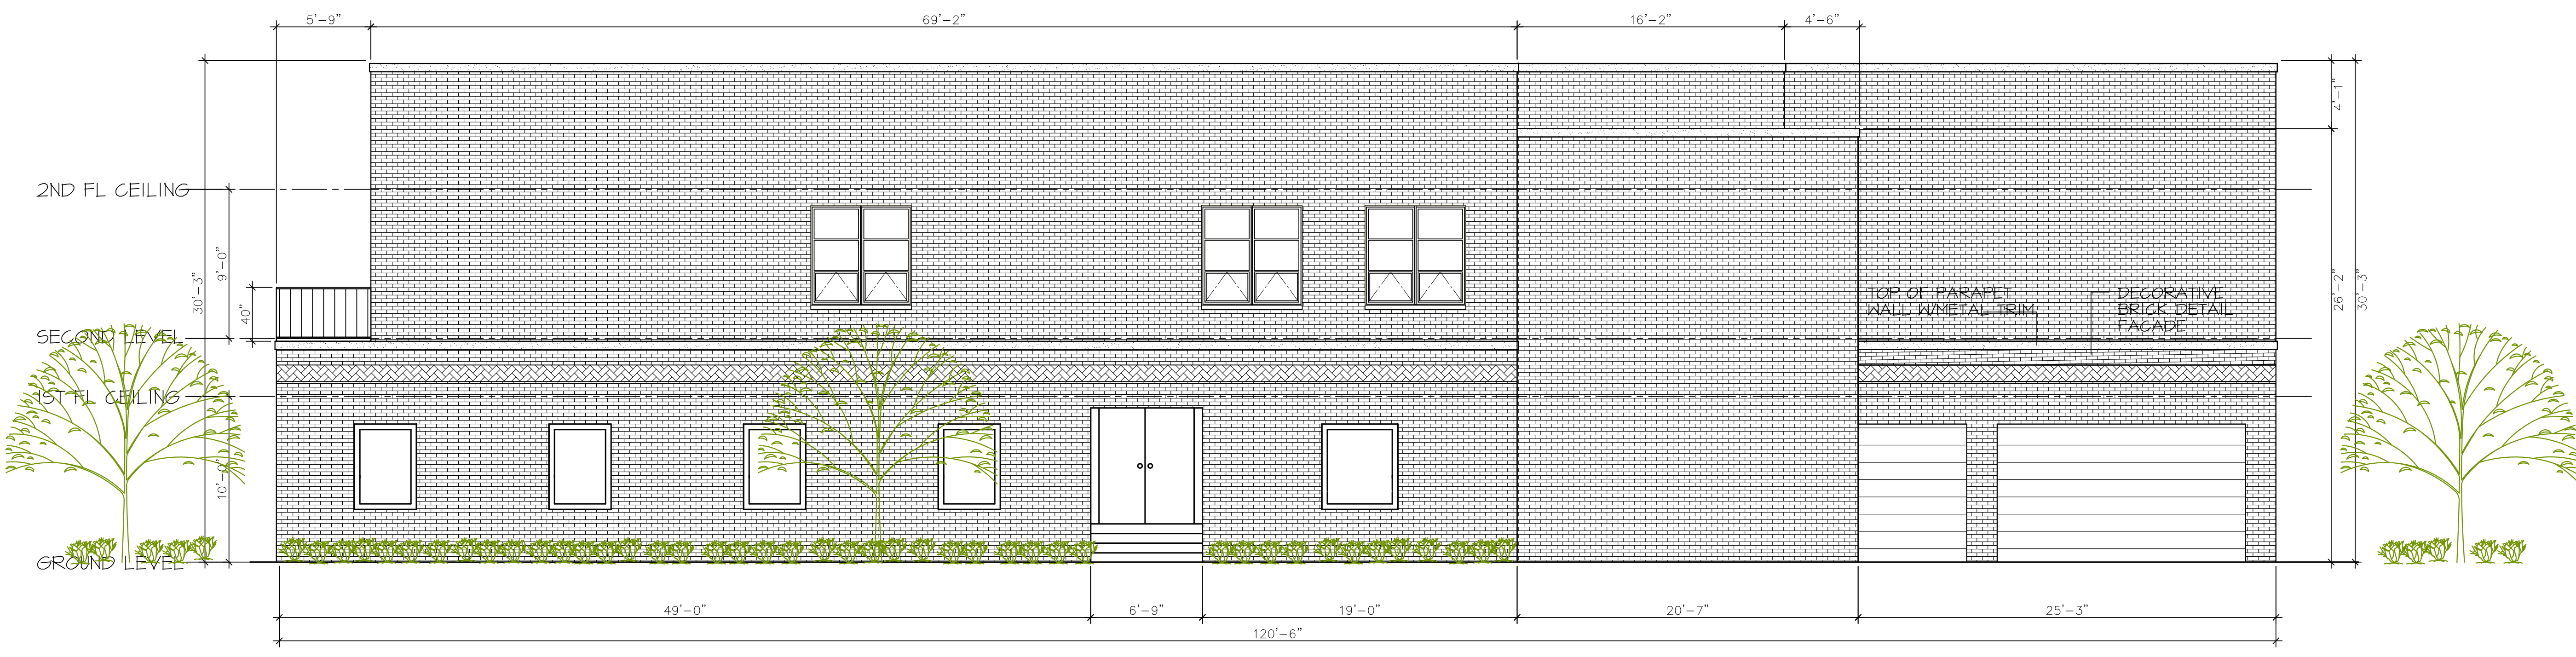 5'-9" 69'-2" 16'-2" 4'-6"
4'-1"
2ND FL CEILING
9'-0"
30'-3"
40"
26'-2"
30'-3"
TOP OF PARAPET
WALL W/METAL TRIM
DECORATIVE
BRICK DETAIL
FACADE
SECOND LEVEL
1ST FL CEILING
10'-0"
GROUND LEVEL
49'-0" 6'-9" 19'-0" 20'-7" 25'-3"
120'-6"